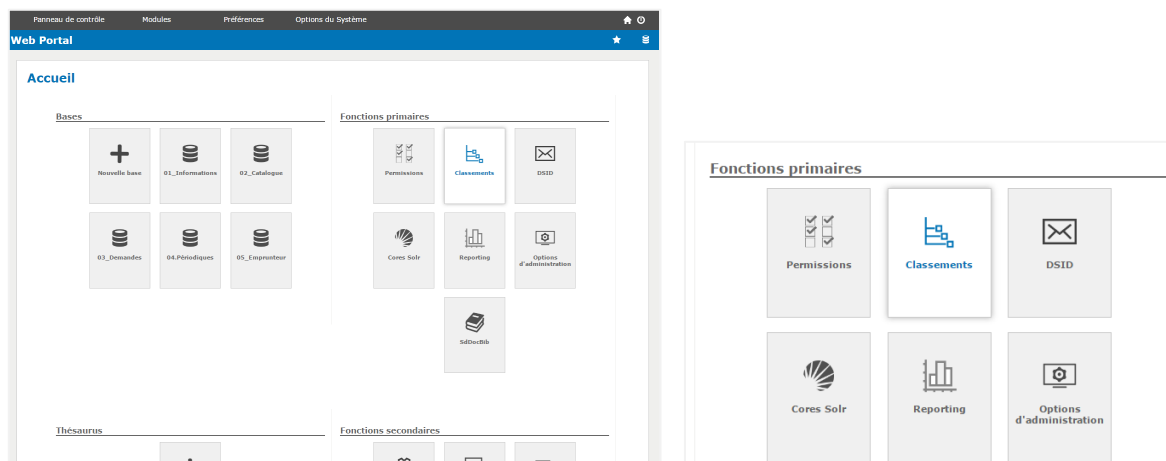 Panneau de contrôle Modules Préférences Options du Système
Web Portal
Accueil
Bases
Nouvelle base 01_Informations 02_Catalogue
03_Demandes 04.Périodiques 05_Emprunteur
Fonctions primaires
Permissions Classements DSID
Cores Solr Reporting Options
d'administration
SdDocBib
Thésaurus
Fonctions secondaires
Fonctions primaires
Permissions Classements DSID
Cores Solr Reporting Options
d'administration